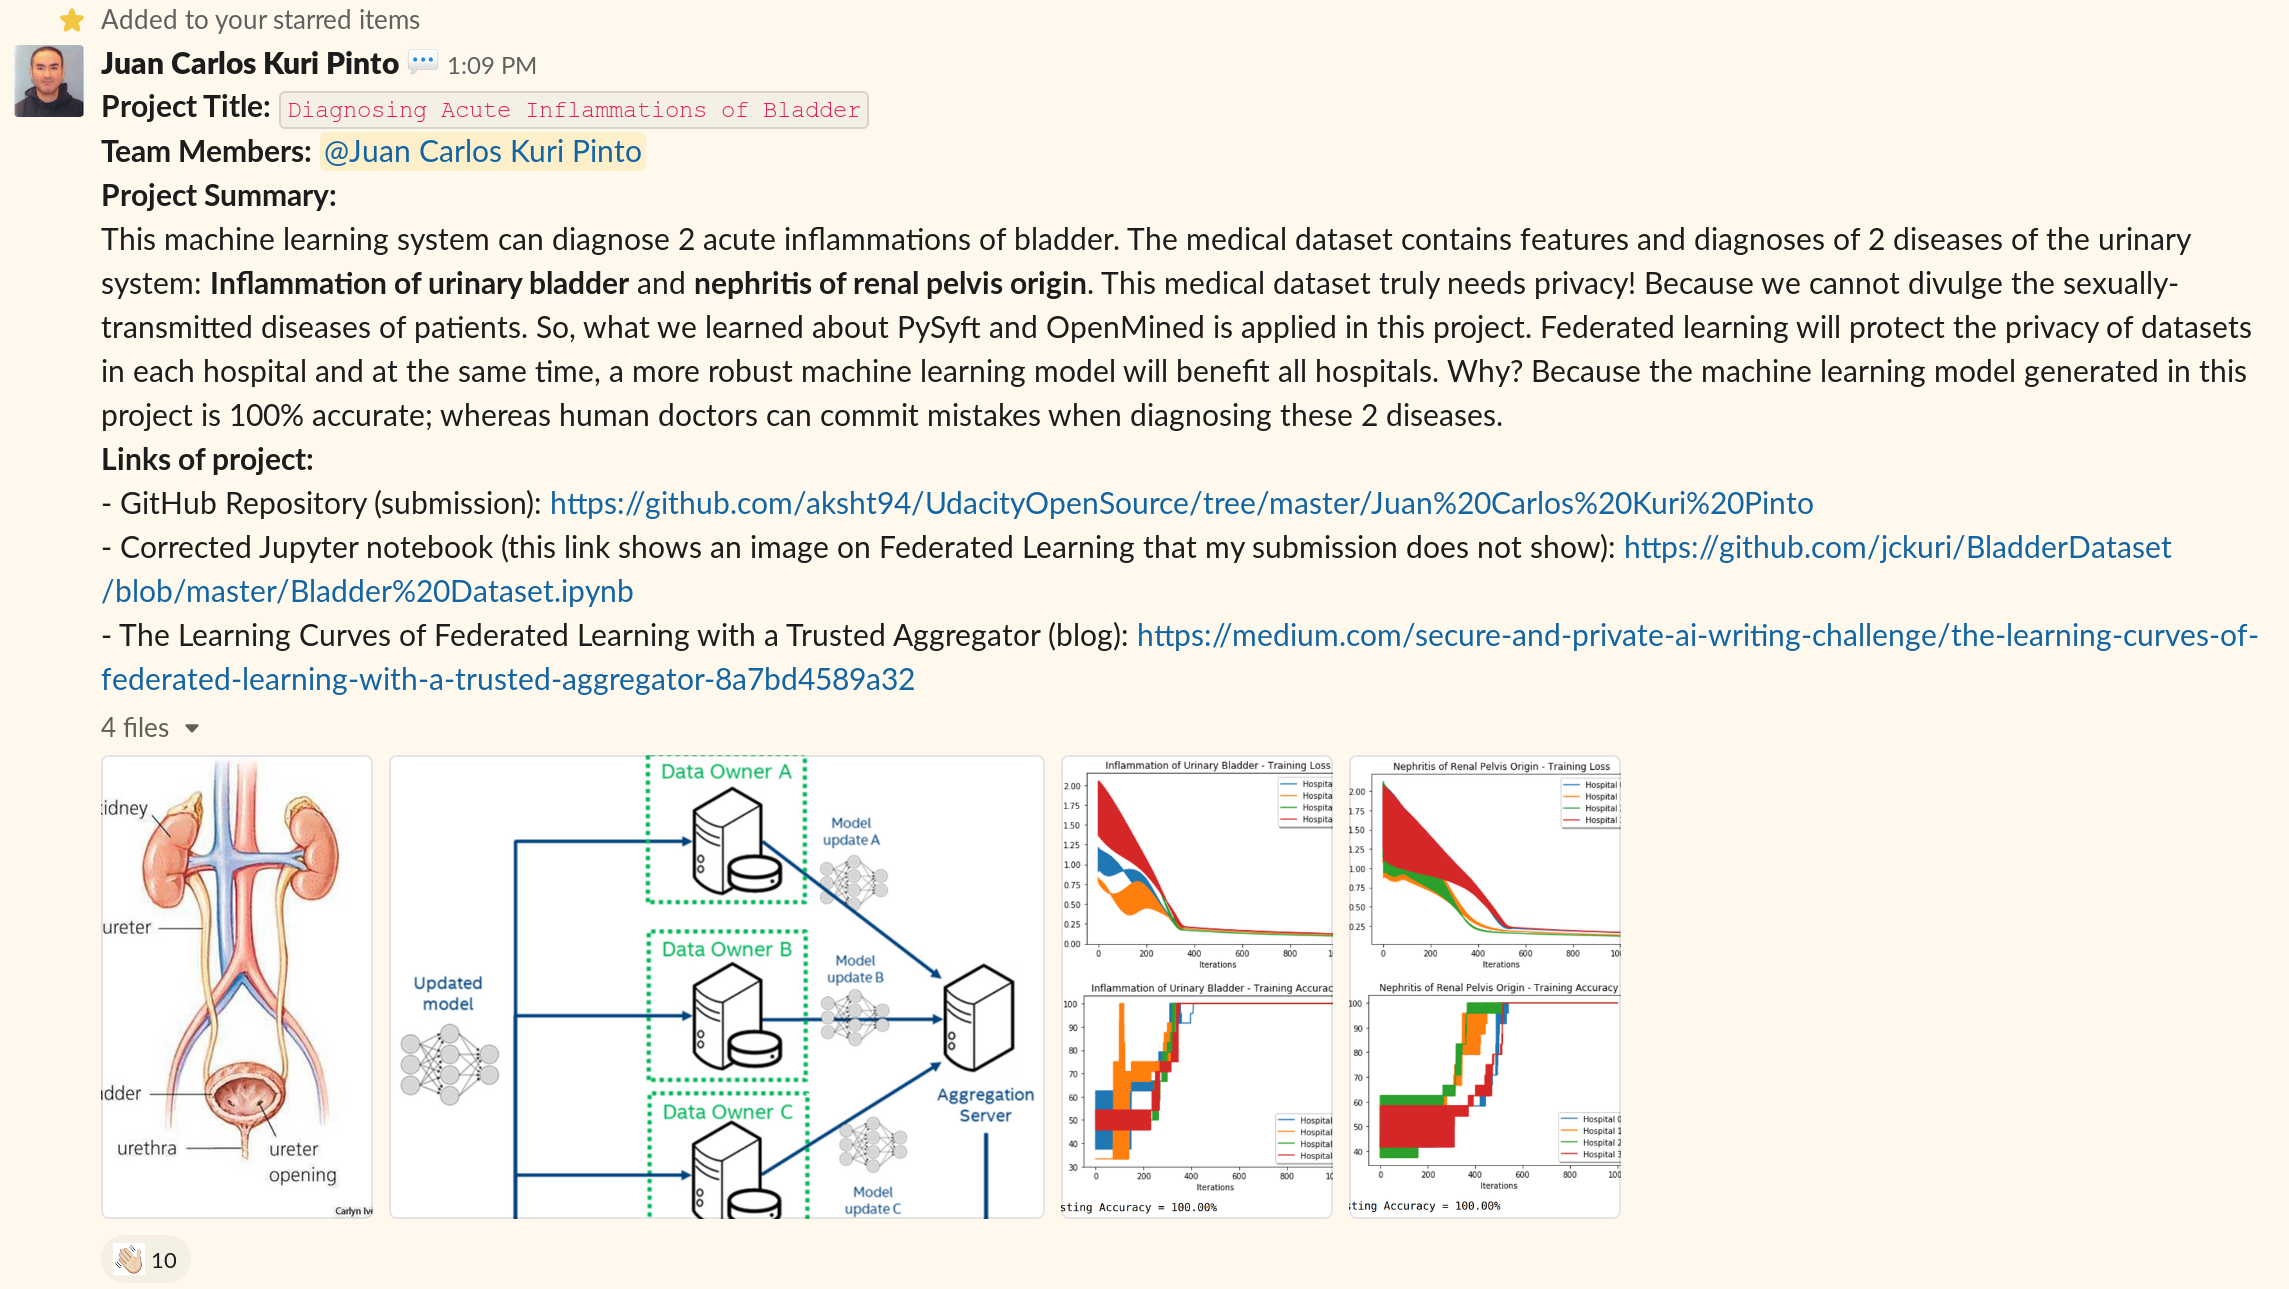 Added to your starred items
Juan Carlos Kuri Pinto 1:09 PM
Project Title: Diagnosing Acute Inflammations of Bladder
Team Members: @Juan Carlos Kuri Pinto
Project Summary:
This machine learning system can diagnose 2 acute inflammations of bladder. The medical dataset contains features and diagnoses of 2 diseases of the urinary
system: Inflammation of urinary bladder and nephritis of renal pelvis origin. This medical dataset truly needs privacy! Because we cannot divulge the sexually-
transmitted diseases of patients. So, what we learned about PySyft and OpenMined is applied in this project. Federated learning will protect the privacy of datasets
in each hospital and at the same time, a more robust machine learning model will benefit all hospitals. Why? Because the machine learning model generated in this
project is 100% accurate; whereas human doctors can commit mistakes when diagnosing these 2 diseases.
Links of project:
- GitHub Repository (submission): https://github.com/aksht94/UdacityOpenSource/tree/master/Juan%20Carlos%20Kuri%20Pinto
- Corrected Jupyter notebook (this link shows an image on Federated Learning that my submission does not show): https://github.com/jckuri/BladderDataset
/blob/master/Bladder%20Dataset.ipynb
- The Learning Curves of Federated Learning with a Trusted Aggregator (blog): https://medium.com/secure-and-private-ai-writing-challenge/the-learning-curves-of-
federated-learning-with-a-trusted-aggregator-8a7bd4589a32
4 files
idney
ureter
dder
urethra
ureter
opening
Carlyn Iv
Data Owner A
Model
update A
Data Owner B
Model
update B
Updated
model
Data Owner C
Aggregation
Server
Model
update C
Inflammation of Urinary Bladder - Training Loss
2.00
1.75
1.50
1.25
1.00
0.75
0.50
0.25
0.00
Hospita
Hospita
Hospita
Hospita
0 200 400 600 800 1
Iterations
Inflammation of Urinary Bladder - Training Accurac
100
90
80
70
60
50
40
30
Hospital
Hospital
Hospital
Hospital
0 200 400 600 800 10
Iterations
sting Accuracy = 100.00%
Nephritis of Renal Pelvis Origin - Training Loss
2.00
1.75
1.50
1.25
1.00
0.75
0.50
0.25
Hospital
Hospital
Hospital
Hospital
0 200 400 600 800 10
Iterations
Nephritis of Renal Pelvis Origin - Training Accuracy
100
90
80
70
60
50
40
Hospital 0
Hospital 1
Hospital 2
Hospital 3
0 200 400 600 800 100
Iterations
sting Accuracy = 100.00%
10